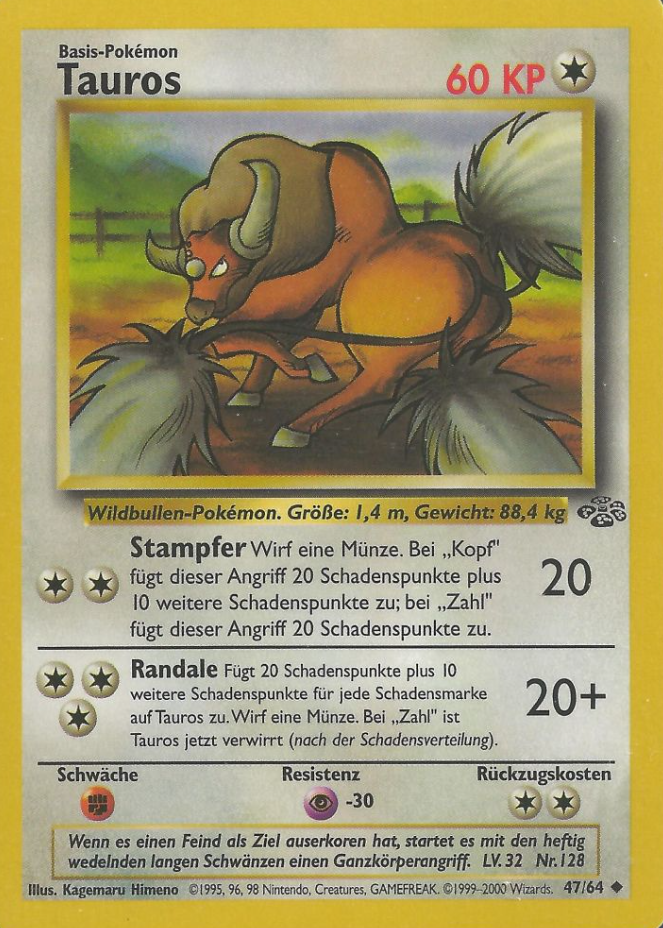 Basis-Pokémon
Tauros
60 KP
Wildbullen-Pokémon. Größe: 1,4 m, Gewicht: 88,4 kg
Stampfer Wirf eine Münze. Bei „Kopf"
fügt dieser Angriff 20 Schadenspunkte plus
10 weitere Schadenspunkte zu; bei „Zahl"
fügt dieser Angriff 20 Schadenspunkte zu.
20
Randale Fügt 20 Schadenspunkte plus 10
weitere Schadenspunkte für jede Schadensmarke
auf Tauros zu. Wirf eine Münze. Bei „Zahl" ist
Tauros jetzt verwirrt (nach der Schadensverteilung).
20+
Schwäche Resistenz Rückzugskosten
-30
Wenn es einen Feind als Ziel auserkoren hat, startet es mit den heftig
wedelnden langen Schwänzen einen Ganzkörperangriff. LV. 32 Nr. 128
Illus. Kagemaru Himeno ©1995, 96, 98 Nintendo, Creatures, GAMEFREAK. ©1999-2000 Wizards. 47/64 ◆